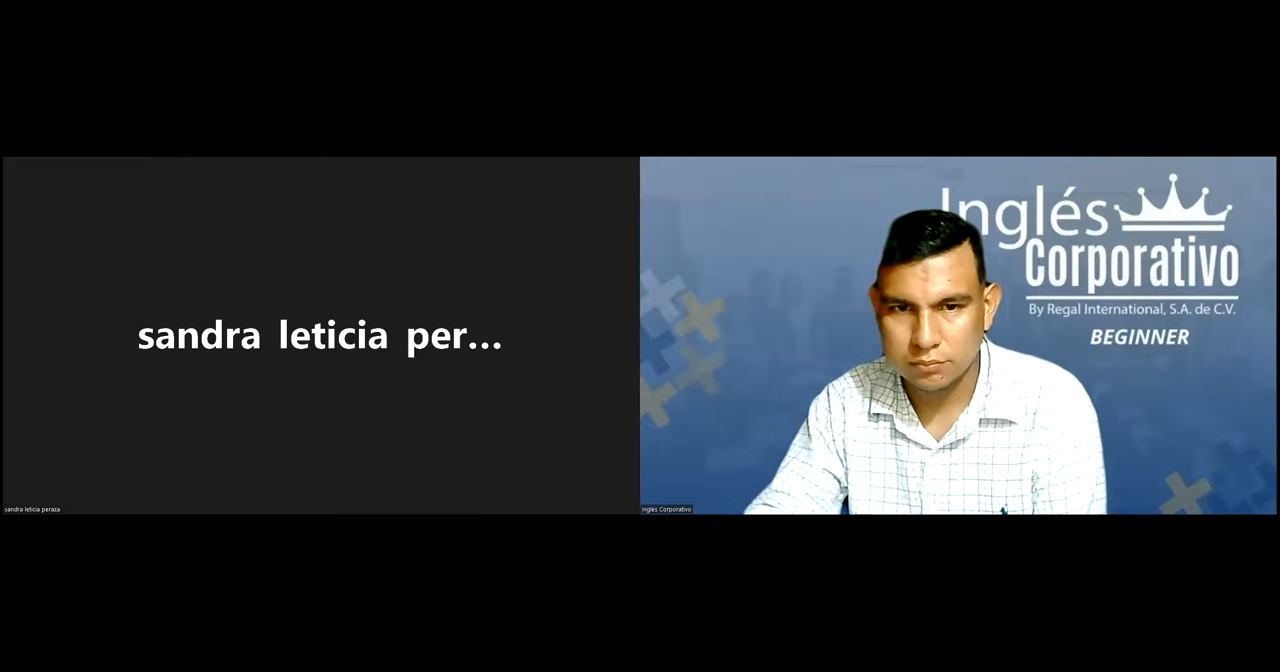 sandra leticia per...
sandra leticia peraza
Inglés
Corporativo
By Regal International, S.A. de C.V.
BEGINNER
Ingles Corporativo